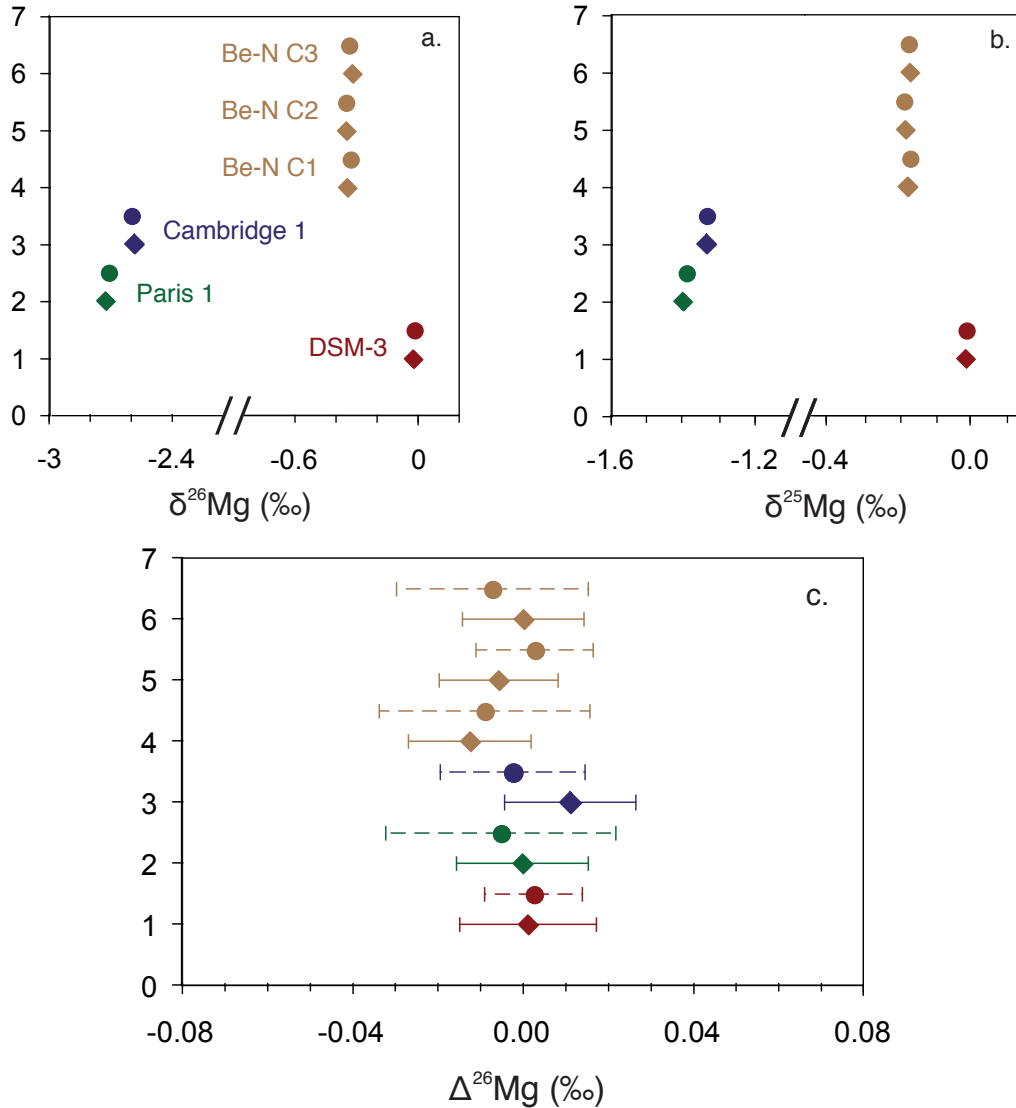 7
6
5
4
3
2
1
0
a.
Be-N C3
Be-N C2
Be-N C1
Cambridge 1
Paris 1
DSM-3
-3 -2.4 -0.6 0
δ²⁶Mg (‰)
7
6
5
4
3
2
1
0
b.
-1.6 -1.2 -0.4 0.0
δ²⁵Mg (‰)
7
6
5
4
3
2
1
0
c.
-0.08 -0.04 0.00 0.04 0.08
Δ²⁶Mg (‰)